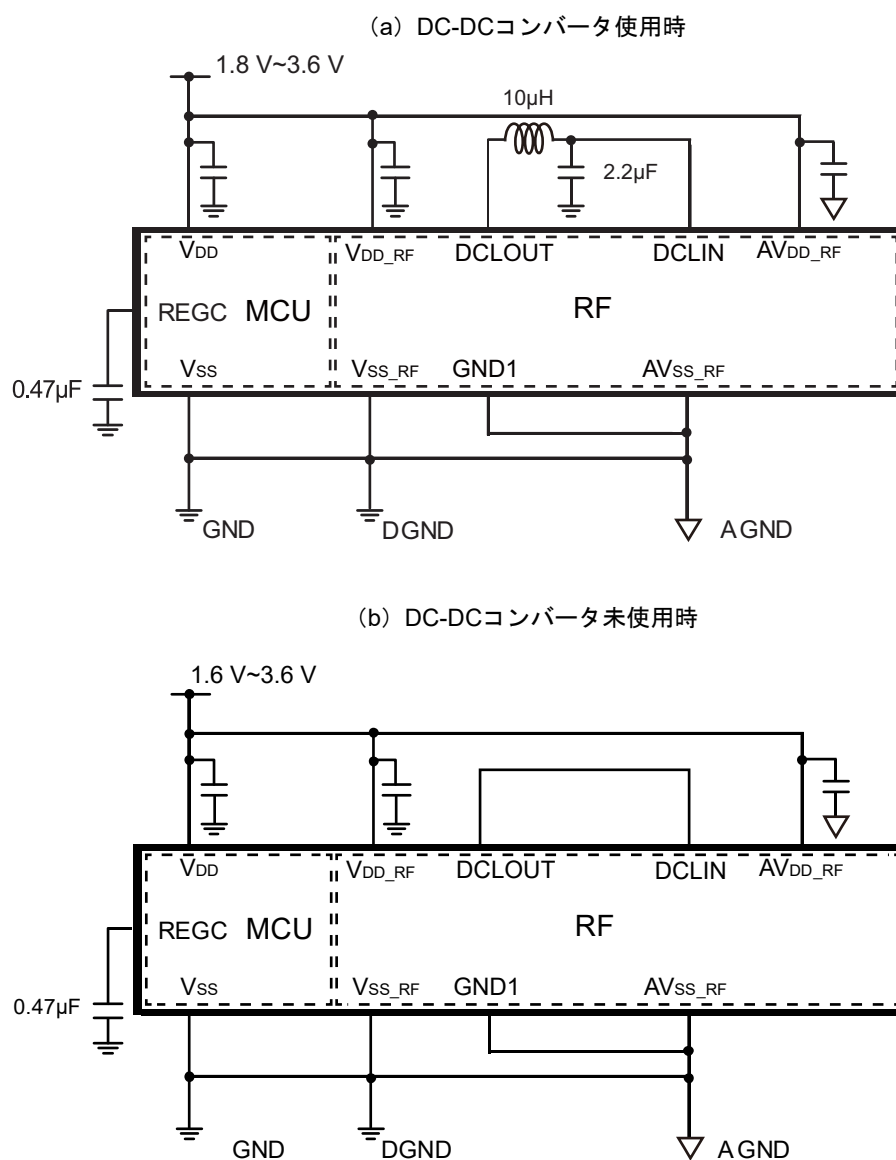 (a) DC-DCコンバータ使用時
1.8 V~3.6 V
10μH
2.2μF
VDD
VDD_RF
DCLOUT
DCLIN
AVDD_RF
REGC
MCU
RF
VSS
VSS_RF
GND1
AVSS_RF
0.47μF
GND
DGND
AGND
(b) DC-DCコンバータ未使用時
1.6 V~3.6 V
VDD
VDD_RF
DCLOUT
DCLIN
AVDD_RF
REGC
MCU
RF
VSS
VSS_RF
GND1
AVSS_RF
0.47μF
GND
DGND
AGND